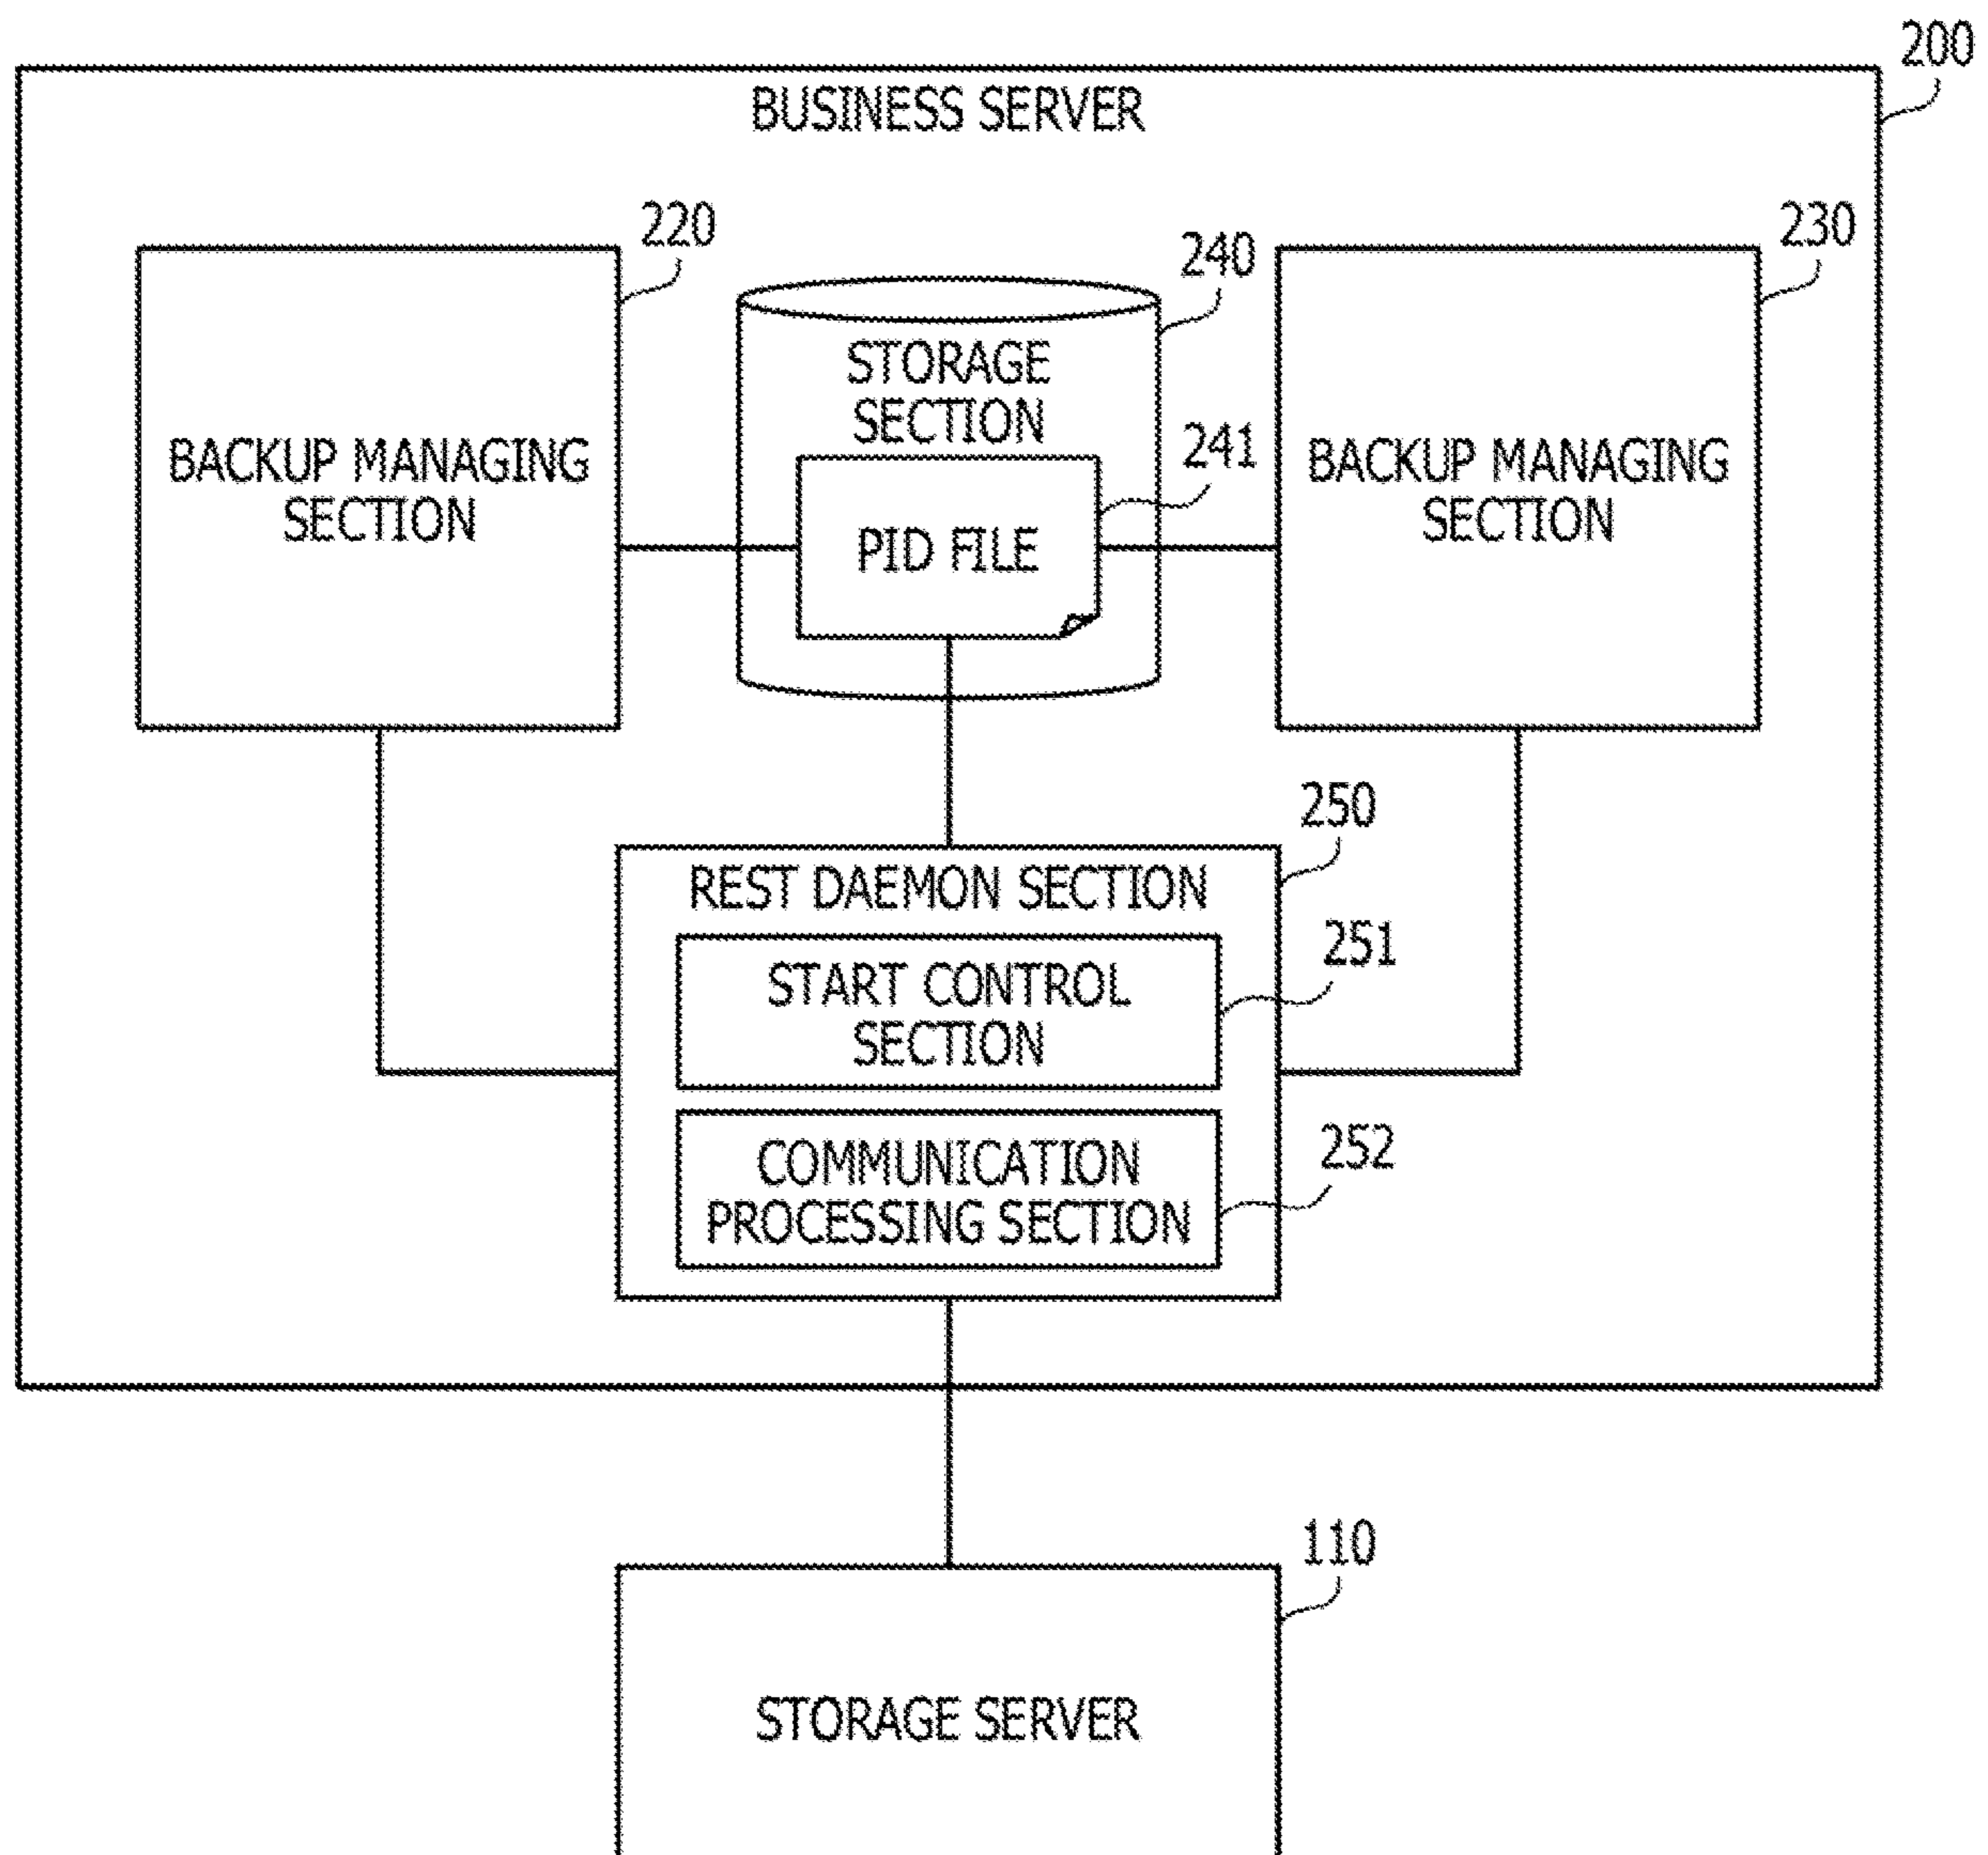 200
BUSINESS SERVER
220
230
240
STORAGE
SECTION
241
BACKUP MANAGING
SECTION
BACKUP MANAGING
SECTION
PID FILE
250
REST DAEMON SECTION
251
START CONTROL
SECTION
252
COMMUNICATION
PROCESSING SECTION
110
STORAGE SERVER